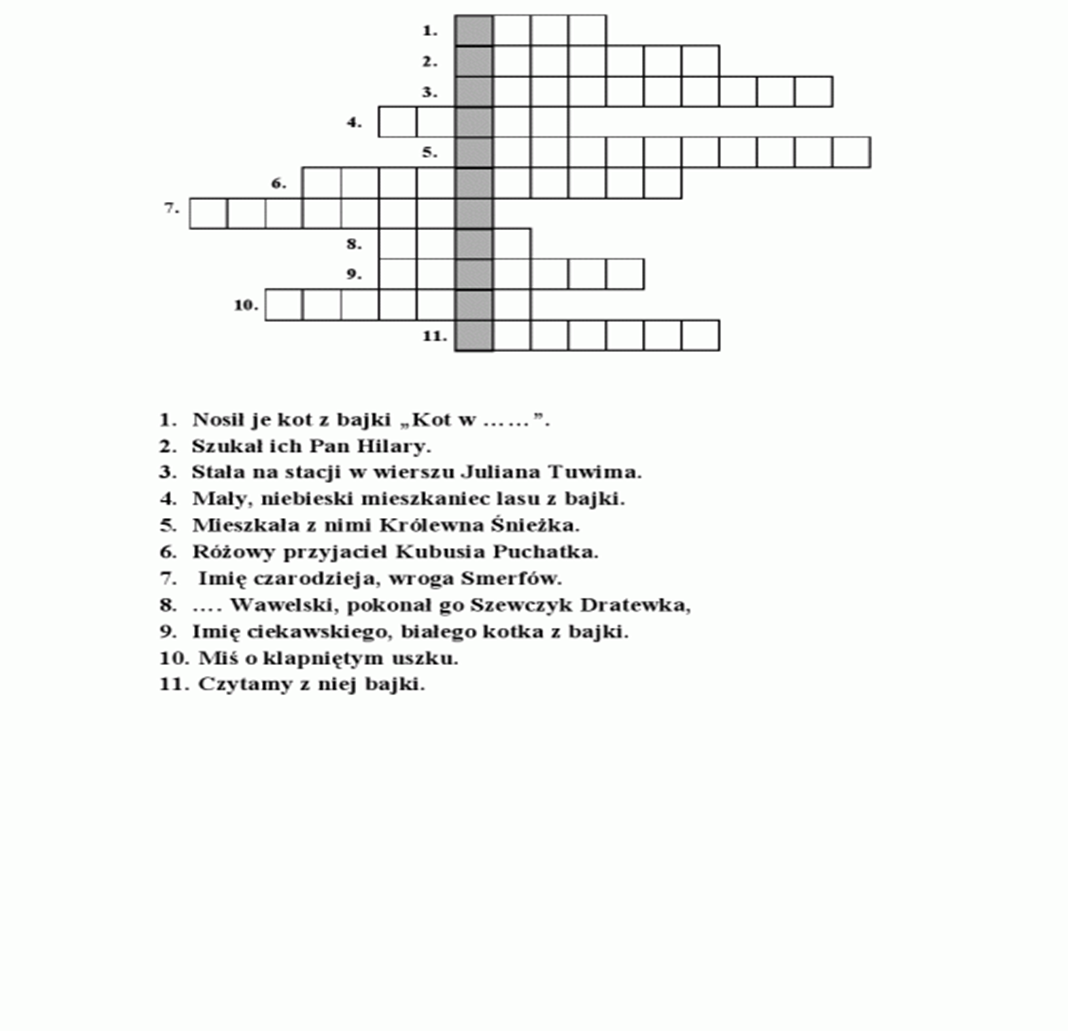 1.
2.
3.
4.
5.
6.
7.
8.
9.
10.
11.
1. Nosił je kot z bajki „Kot w ……”.
2. Szukał ich Pan Hilary.
3. Stała na stacji w wierszu Juliana Tuwima.
4. Mały, niebieski mieszkaniec lasu z bajki.
5. Mieszkała z nimi Królewna Śnieżka.
6. Różowy przyjaciel Kubusia Puchatka.
7. Imię czarodzieja, wroga Smerfów.
8. …. Wawelski, pokonał go Szewczyk Dratewka,
9. Imię ciekawskiego, białego kotka z bajki.
10. Miś o klapniętym uszku.
11. Czytamy z niej bajki.